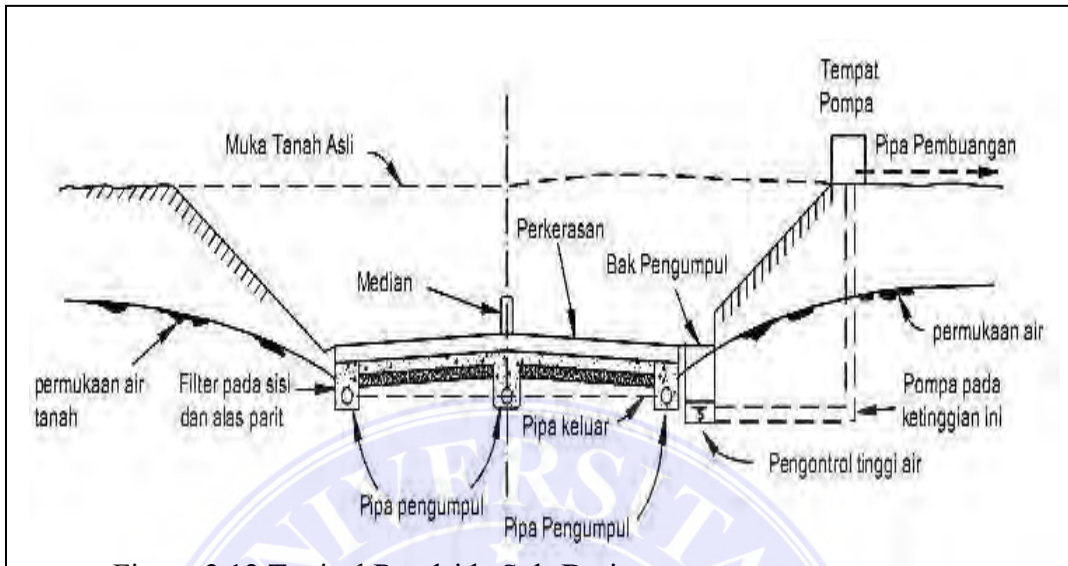 Tempat
Pompa
Muka Tanah Asli
Pipa Pembuangan
Perkerasan
Bak Pengumpul
Median
permukaan air
permukaan air
tanah
Filter pada sisi
dan alas parit
Pipa keluar
Pompa pada
ketinggian ini
Pengontrol tinggi air
Pipa pengumpul
Pipa Pengumpul
UNIVERSITA